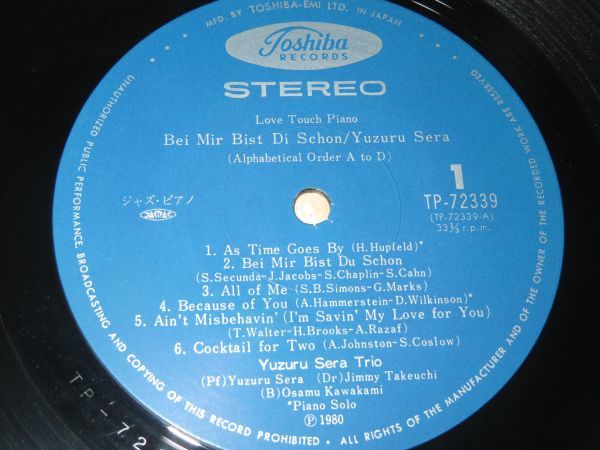 MFD. BY TOSHIBA-EMI LTD. IN JAPAN
Toshiba
RECORDS
STEREO
Love Touch Piano
Bei Mir Bist Di Schon/Yuzuru Sera
(Alphabetical Order A to D)
1
TP-72339
(TP-72339-A)
33⅓ r.p.m.
ジャズ・ピアノ
JASRAC
1. As Time Goes By (H.Hupfeld)*
2. Bei Mir Bist Du Schon
(S.Secunda-J.Jacobs-S.Chaplin-S.Cahn)
3. All of Me (S.B.Simons-G.Marks)
4. Because of You (A.Hammerstein-D.Wilkinson)*
5. Ain't Misbehavin' (I'm Savin' My Love for You)
(T.Walter-H.Brooks-A.Razaf)
6. Cocktail for Two (A.Johnston-S.Coslow)
Yuzuru Sera Trio
(Pf)Yuzuru Sera (Dr)Jimmy Takeuchi
(B)Osamu Kawakami
*Piano Solo
Ⓟ1980
UNAUTHORIZED PUBLIC PERFORMANCE, BROADCASTING AND COPYING OF THIS RECORD PROHIBITED • ALL RIGHTS OF THE MANUFACTURER AND OF THE OWNER OF THE RECORDED WORK ARE RESERVED.
TP-72